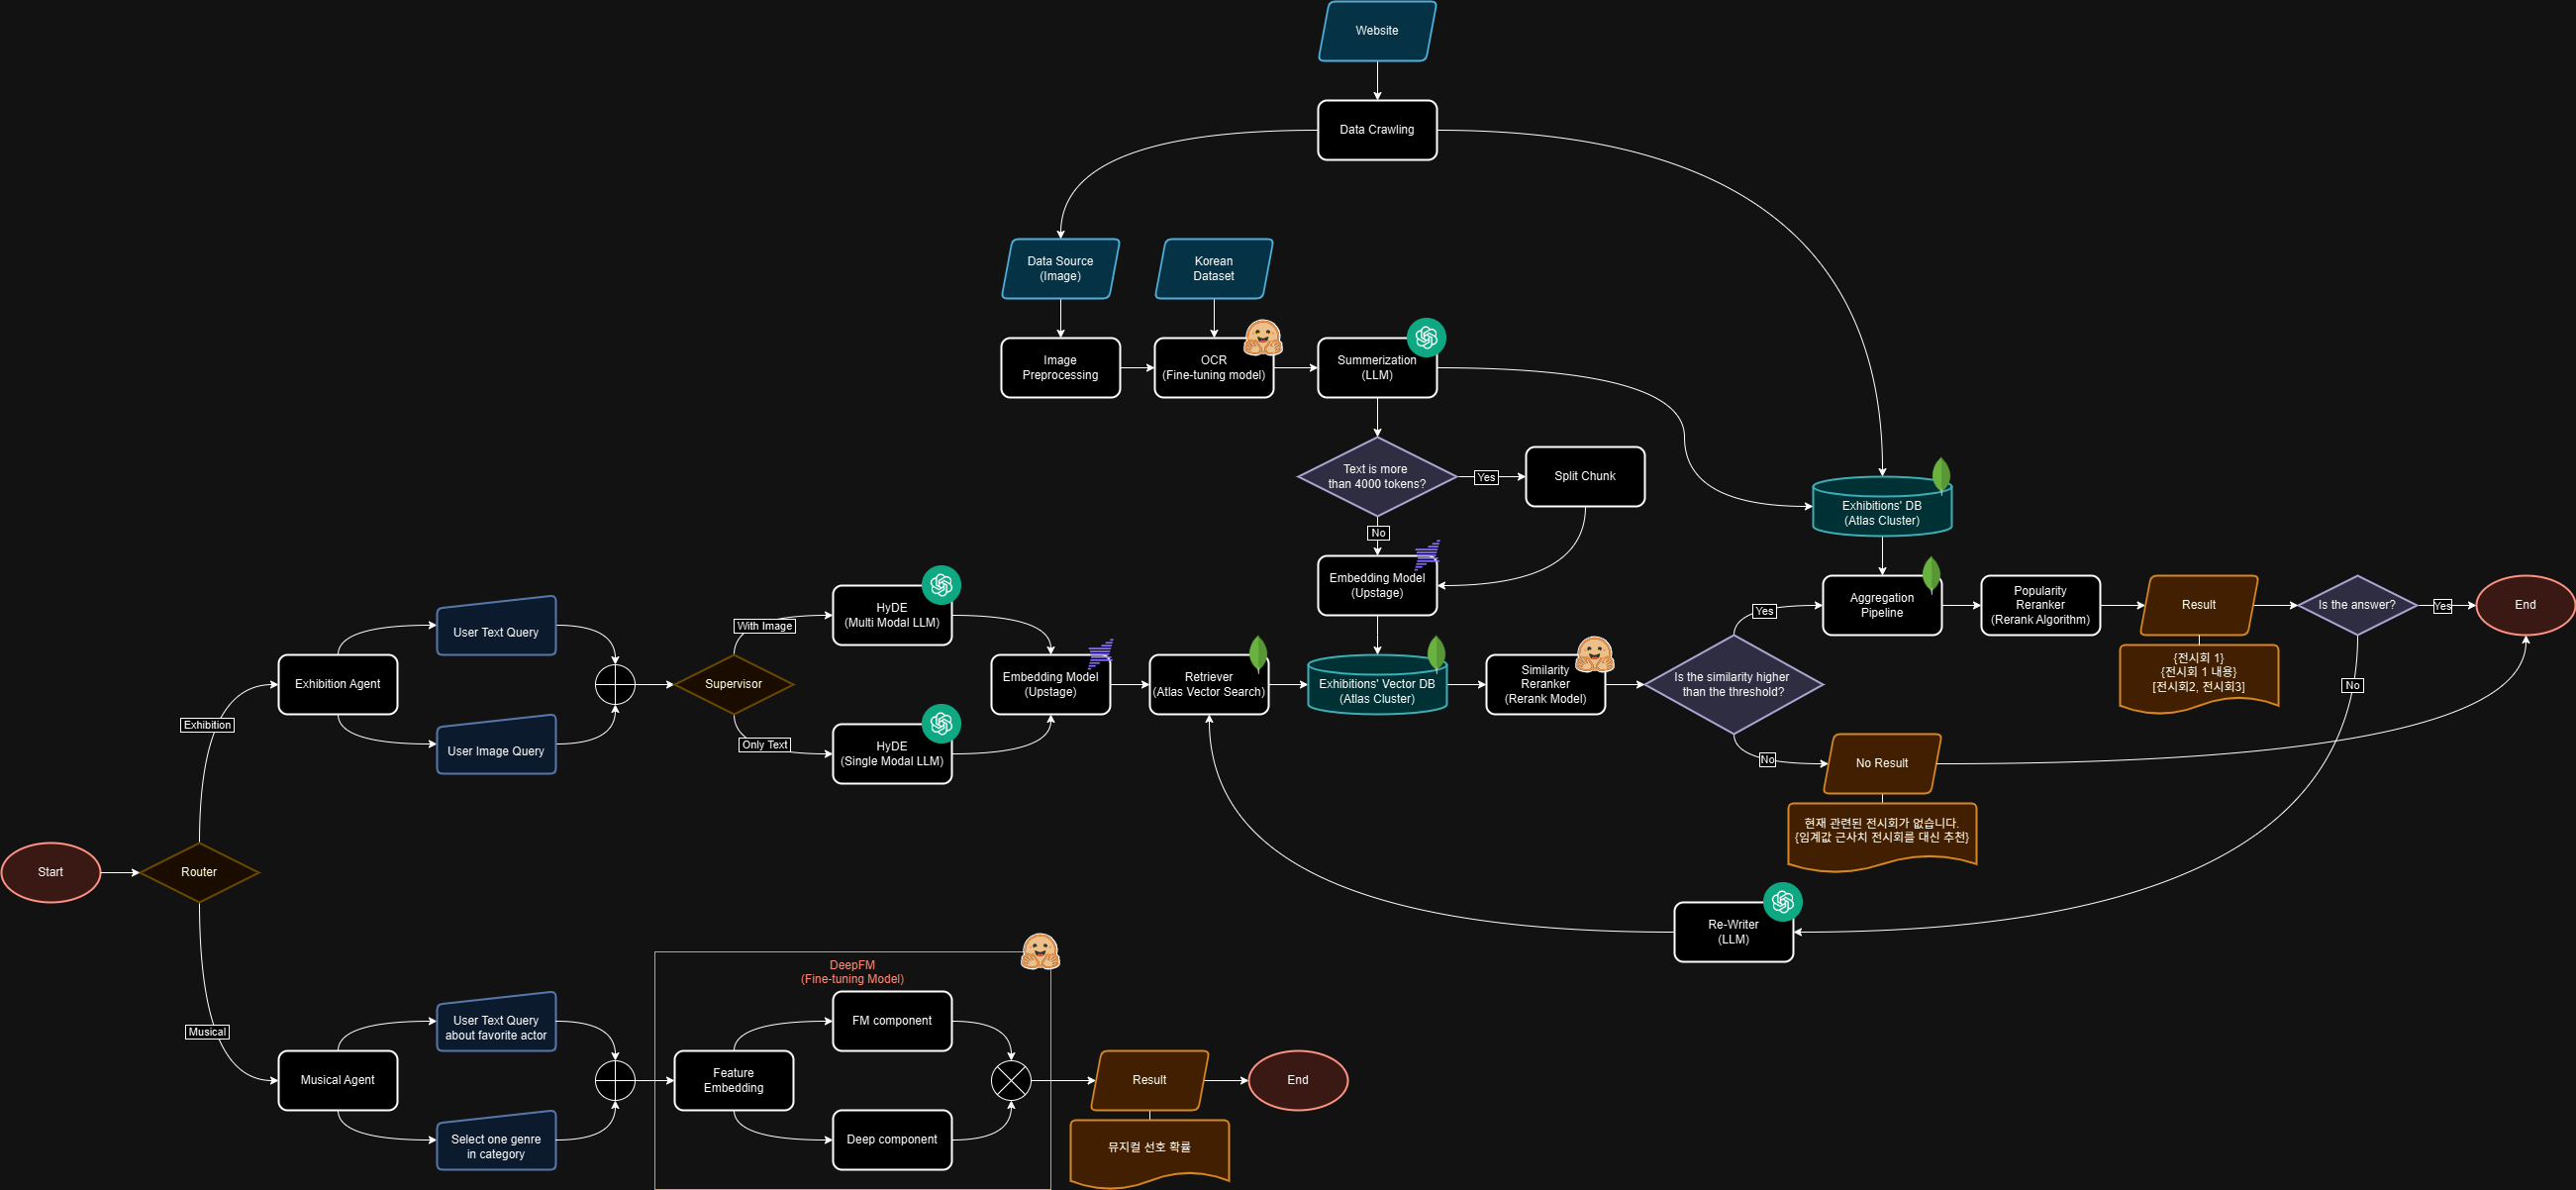 Website
Data Crawling
Data Source
(Image)
Korean
Dataset
Image
Preprocessing
OCR
(Fine-tuning model)
Summerization
(LLM)
Text is more
than 4000 tokens?
Yes
Split Chunk
No
Embedding Model
(Upstage)
Exhibitions' DB
(Atlas Cluster)
Start
Router
Exhibition
Exhibition Agent
User Text Query
User Image Query
Supervisor
With Image
HyDE
(Multi Modal LLM)
Only Text
HyDE
(Single Modal LLM)
Embedding Model
(Upstage)
Retriever
(Atlas Vector Search)
Exhibitions' Vector DB
(Atlas Cluster)
Similarity
Reranker
(Rerank Model)
Is the similarity higher
than the threshold?
Yes
Aggregation
Pipeline
Popularity
Reranker
(Rerank Algorithm)
Result
{전시회 1}
{전시회 1 내용}
[전시회2, 전시회3]
Is the answer?
Yes
End
No
No
No Result
현재 관련된 전시회가 없습니다.
{임계값 근사치 전시회를 대신 추천}
Re-Writer
(LLM)
Musical
Musical Agent
User Text Query
about favorite actor
Select one genre
in category
DeepFM
(Fine-tuning Model)
Feature
Embedding
FM component
Deep component
Result
뮤지컬 선호 확률
End